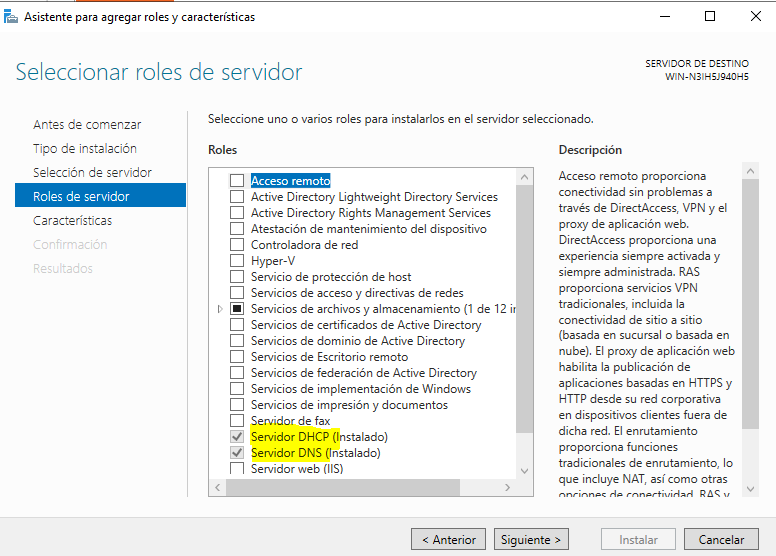 Asistente para agregar roles y características
Seleccionar roles de servidor
SERVIDOR DE DESTINO
WIN-N3IH5J940H5
Antes de comenzar
Tipo de instalación
Selección de servidor
Roles de servidor
Características
Confirmación
Resultados
Seleccione uno o varios roles para instalarlos en el servidor seleccionado.
Roles
Acceso remoto
Active Directory Lightweight Directory Services
Active Directory Rights Management Services
Atestación de mantenimiento del dispositivo
Controladora de red
Hyper-V
Servicio de protección de host
Servicios de acceso y directivas de redes
Servicios de archivos y almacenamiento (1 de 12 in
Servicios de certificados de Active Directory
Servicios de dominio de Active Directory
Servicios de Escritorio remoto
Servicios de federación de Active Directory
Servicios de implementación de Windows
Servicios de impresión y documentos
Servidor de fax
Servidor DHCP (Instalado)
Servidor DNS (Instalado)
Servidor web (IIS)
Descripción
Acceso remoto proporciona
conectividad sin problemas a
través de DirectAccess, VPN y el
proxy de aplicación web.
DirectAccess proporciona una
experiencia siempre activada y
siempre administrada. RAS
proporciona servicios VPN
tradicionales, incluida la
conectividad de sitio a sitio
(basada en sucursal o basada en
nube). El proxy de aplicación web
habilita la publicación de
aplicaciones basadas en HTTPS y
HTTP desde su red corporativa
en dispositivos clientes fuera de
dicha red. El enrutamiento
proporciona funciones
tradicionales de enrutamiento, lo
que incluye NAT, así como otras
opciones de conectividad. RAS y
< Anterior
Siguiente >
Instalar
Cancelar